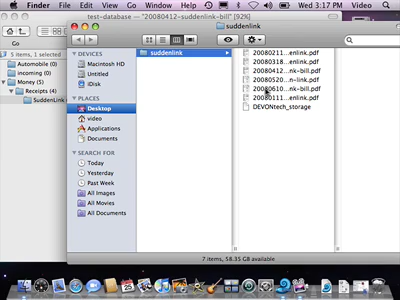 Finder File Edit View Go Window Help Wed 3:17 PM Video
test-database — "20080412-suddenlink-bill" [92%]
suddenlink
5 items, 1 selected
Automobile (0)
incoming (0)
Money (5)
Receipts (4)
SuddenLink
DEVICES
Macintosh HD
Untitled
iDisk
PLACES
Desktop
video
Applications
Documents
SEARCH FOR
Today
Yesterday
Past Week
All Images
All Movies
All Documents
suddenlink
20080211...enlink.pdf
20080318...enlink.pdf
20080412...nk-bill.pdf
20080520...n-link.pdf
20080610...nk-bill.pdf
20080111...enlink.pdf
DEVONtech_storage
7 items, 58.35 GB available